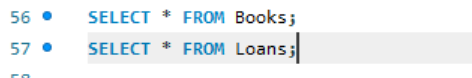 56 SELECT * FROM Books;
57 SELECT * FROM Loans;